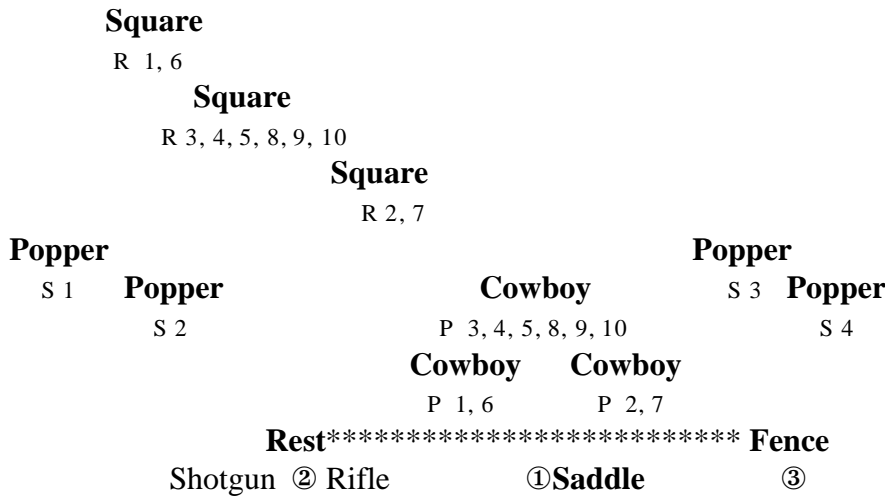 Square
R 1, 6
Square
R 3, 4, 5, 8, 9, 10
Square
R 2, 7
Popper Popper
S 1 Popper Cowboy S 3 Popper
S 2 P 3, 4, 5, 8, 9, 10 S 4
Cowboy Cowboy
P 1, 6 P 2, 7
Rest************************** Fence
Shotgun ② Rifle ①Saddle ③